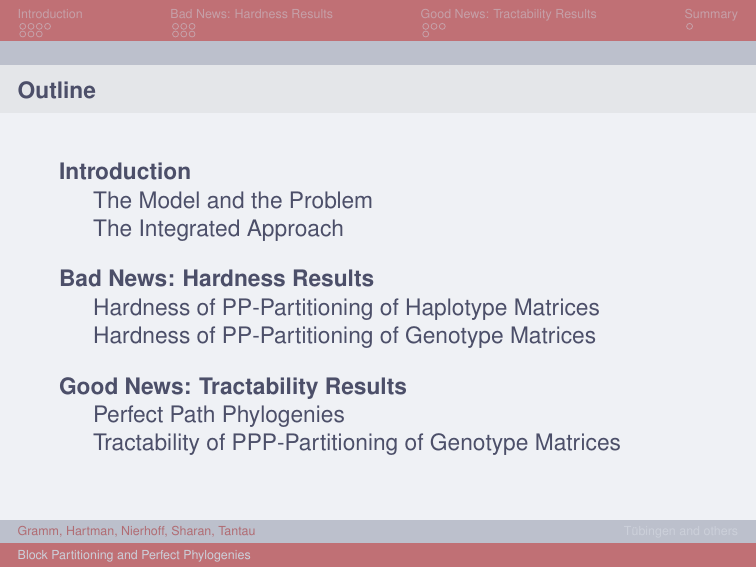 Introduction
Bad News: Hardness Results
Good News: Tractability Results
Summary
Outline
Introduction
The Model and the Problem
The Integrated Approach
Bad News: Hardness Results
Hardness of PP-Partitioning of Haplotype Matrices
Hardness of PP-Partitioning of Genotype Matrices
Good News: Tractability Results
Perfect Path Phylogenies
Tractability of PPP-Partitioning of Genotype Matrices
Gramm, Hartman, Nierhoff, Sharan, Tantau
Tübingen and others
Block Partitioning and Perfect Phylogenies